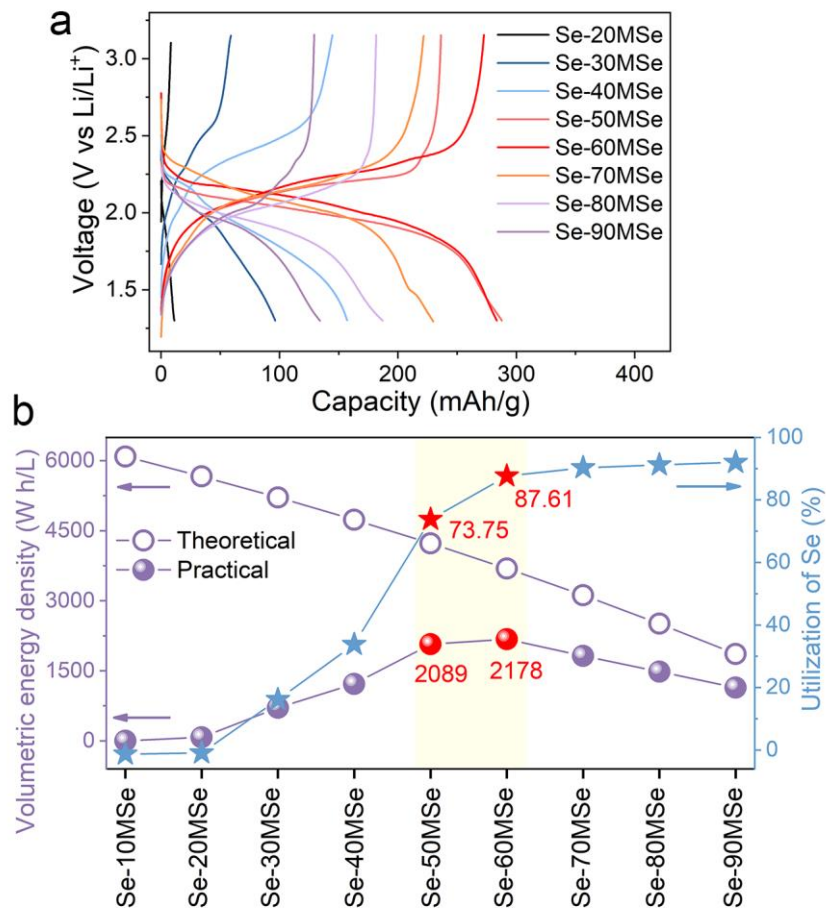 a
Voltage (V vs Li/Li⁺)
3.0
2.5
2.0
1.5
0
100
200
300
400
Capacity (mAh/g)
Se-20MSe
Se-30MSe
Se-40MSe
Se-50MSe
Se-60MSe
Se-70MSe
Se-80MSe
Se-90MSe
b
Volumetric energy density (W h/L)
6000
4500
3000
1500
0
Theoretical
Practical
73.75
87.61
2089
2178
100
80
60
40
20
0
Utilization of Se (%)
Se-10MSe
Se-20MSe
Se-30MSe
Se-40MSe
Se-50MSe
Se-60MSe
Se-70MSe
Se-80MSe
Se-90MSe